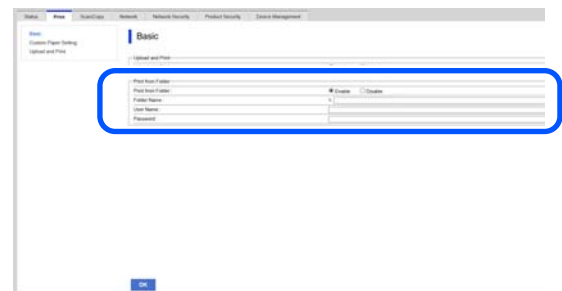 Status Print Scan/Copy Network Network Security Product Security Device Management
Basic
Custom Paper Setting
Upload and Print
Basic
Upload and Print
Print from Folder
Print from Folder : Enable Disable
Folder Name : \\
User Name :
Password :
OK